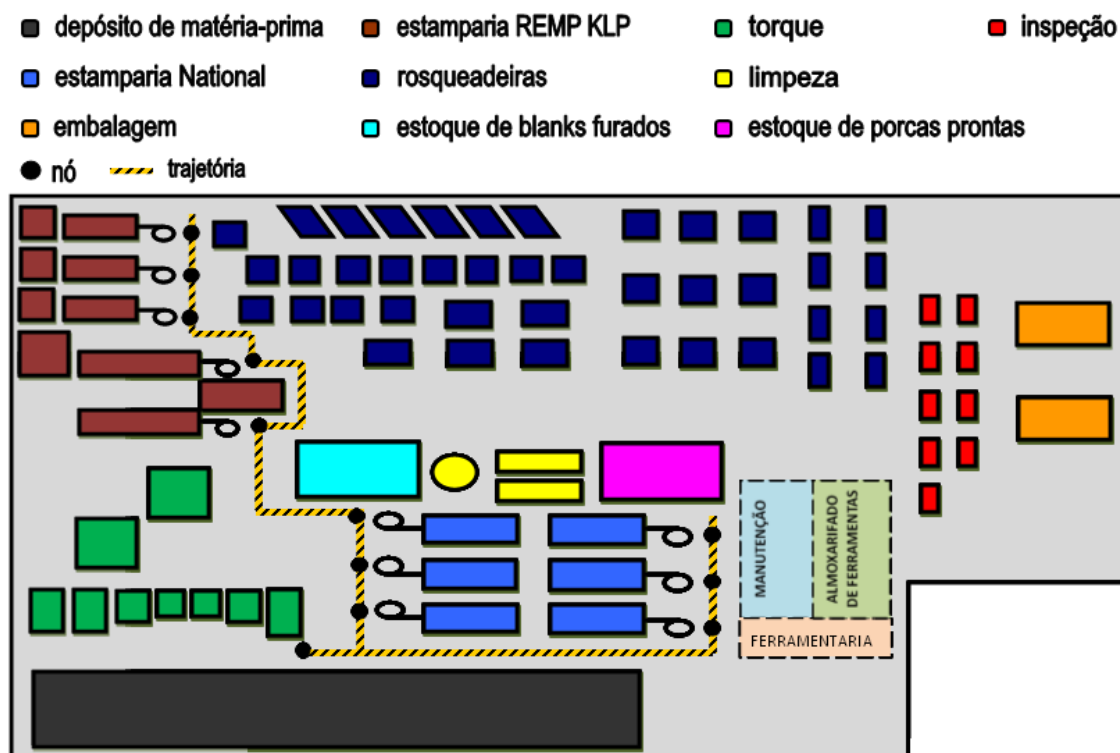 depósito de matéria-prima
estamparia REMP KLP
torque
inspeção
estamparia National
rosqueadeiras
limpeza
embalagem
estoque de blanks furados
estoque de porcas prontas
nó
trajetória
MANUTENÇÃO
ALMOXARIFADO
DE FERRAMENTAS
FERRAMENTARIA